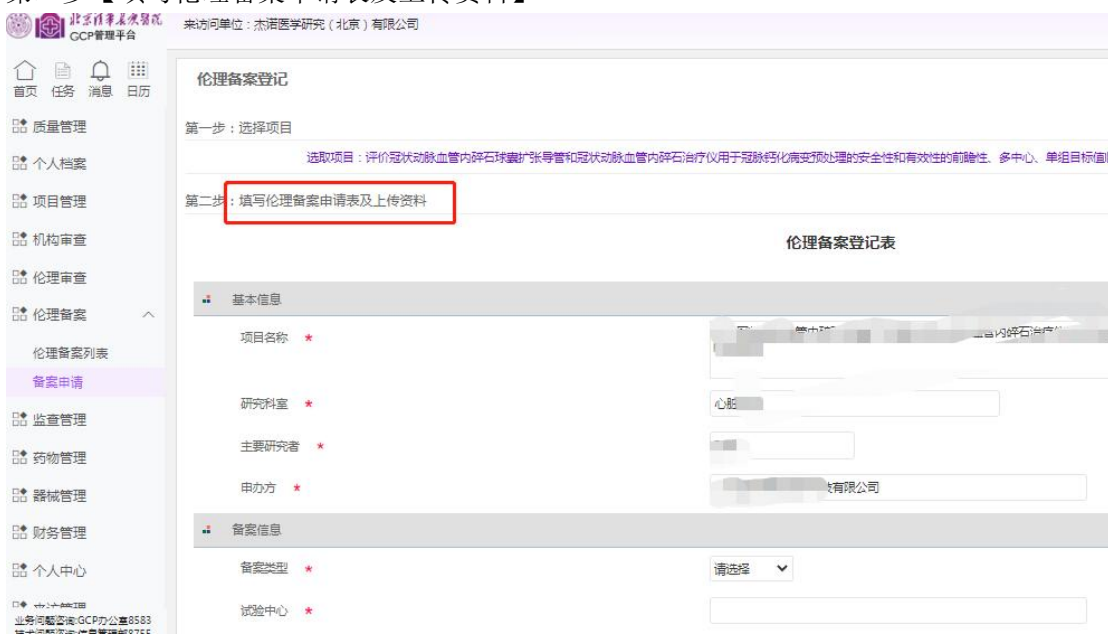 北京清华长庚医院
GCP管理平台
来访问单位：杰诺医学研究（北京）有限公司
首页 任务 消息 日历
伦理备案登记
质量管理
第一步：选择项目
个人档案
选取项目：评价冠状动脉血管内碎石球囊扩张导管和冠状动脉血管内碎石治疗仪用于冠脉钙化病变预处理的安全性和有效性的前瞻性、多中心、单组目标值
项目管理
第二步：填写伦理备案申请表及上传资料
机构审查
伦理备案登记表
伦理审查
基本信息
伦理备案
项目名称 *
伦理备案列表
备案申请
研究科室 *
心脏
监查管理
主要研究者 *
药物管理
申办方 *
有限公司
器械管理
财务管理
备案信息
个人中心
备案类型 *
请选择
试验中心 *
业务问题咨询:GCP办公室8583